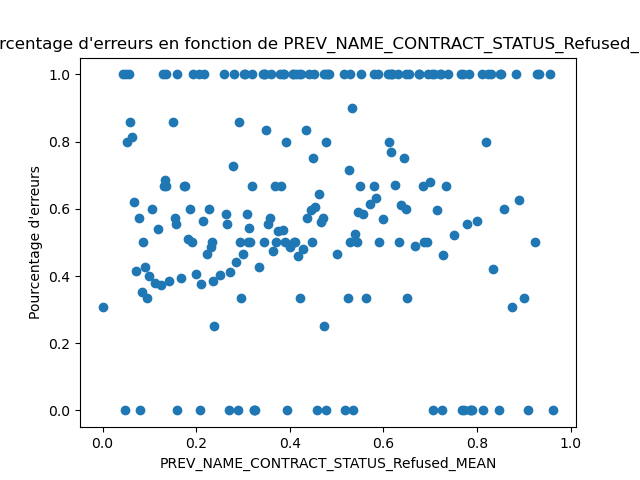 rcentage d'erreurs en fonction de PREV_NAME_CONTRACT_STATUS_Refused_
1.0
0.8
0.6
0.4
0.2
0.0
Pourcentage d'erreurs
0.0 0.2 0.4 0.6 0.8 1.0
PREV_NAME_CONTRACT_STATUS_Refused_MEAN